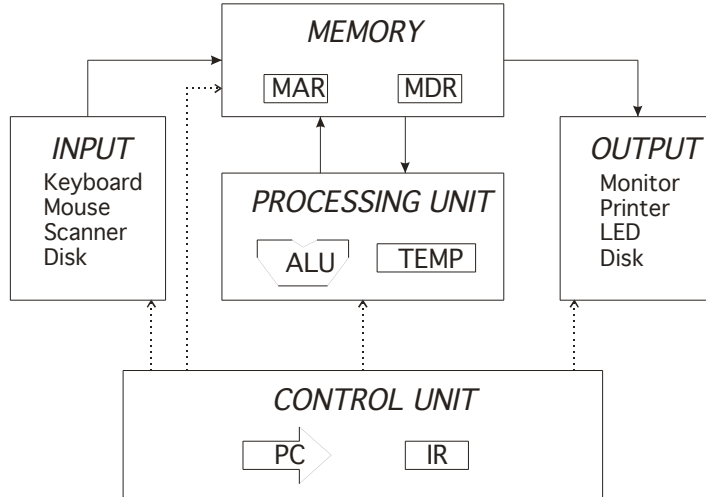 MEMORY
MAR MDR
INPUT
Keyboard
Mouse
Scanner
Disk
PROCESSING UNIT
ALU TEMP
OUTPUT
Monitor
Printer
LED
Disk
CONTROL UNIT
PC IR